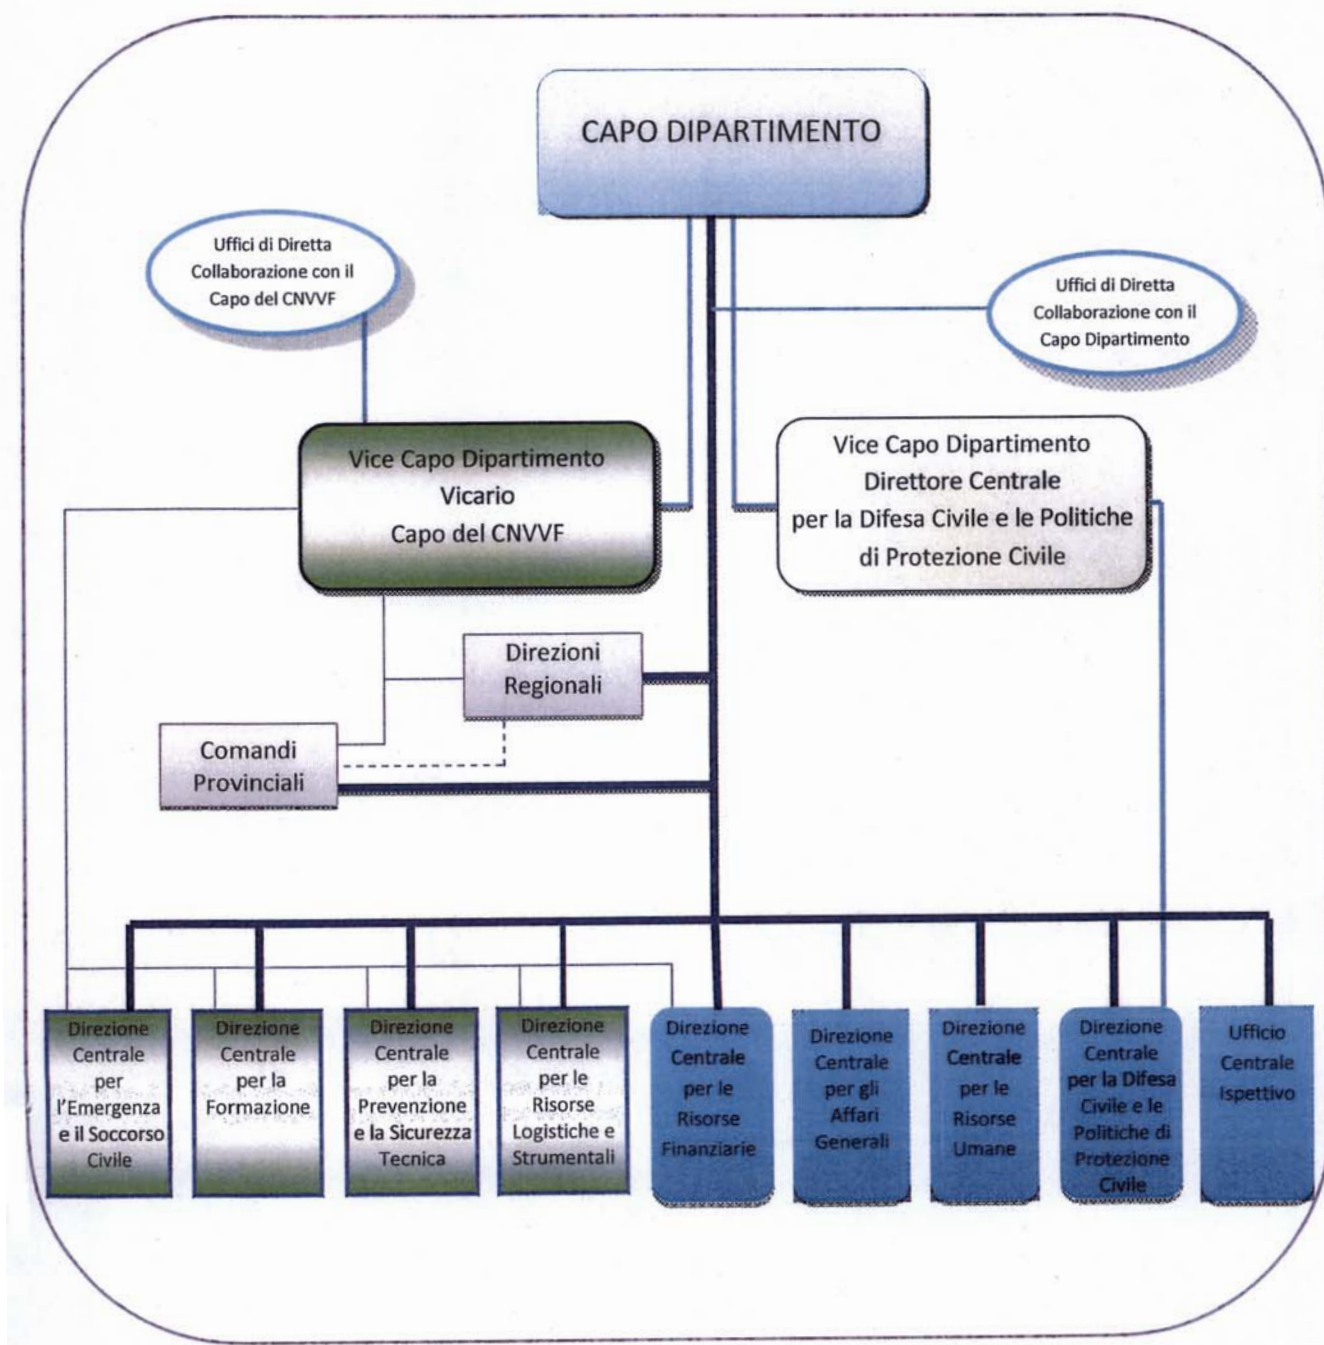 CAPO DIPARTIMENTO
Uffici di Diretta
Collaborazione con il
Capo del CNVVF
Uffici di Diretta
Collaborazione con il
Capo Dipartimento
Vice Capo Dipartimento
Vicario
Capo del CNVVF
Vice Capo Dipartimento
Direttore Centrale
per la Difesa Civile e le Politiche
di Protezione Civile
Direzioni
Regionali
Comandi
Provinciali
Direzione
Centrale
per
l'Emergenza
e il Soccorso
Civile
Direzione
Centrale
per la
Formazione
Direzione
Centrale
per la
Prevenzione
e la Sicurezza
Tecnica
Direzione
Centrale
per le
Risorse
Logistiche e
Strumentali
Direzione
Centrale
per le
Risorse
Finanziarie
Direzione
Centrale
per gli
Affari
Generali
Direzione
Centrale
per le
Risorse
Umane
Direzione
Centrale
per la Difesa
Civile e le
Politiche di
Protezione
Civile
Ufficio
Centrale
Ispettivo